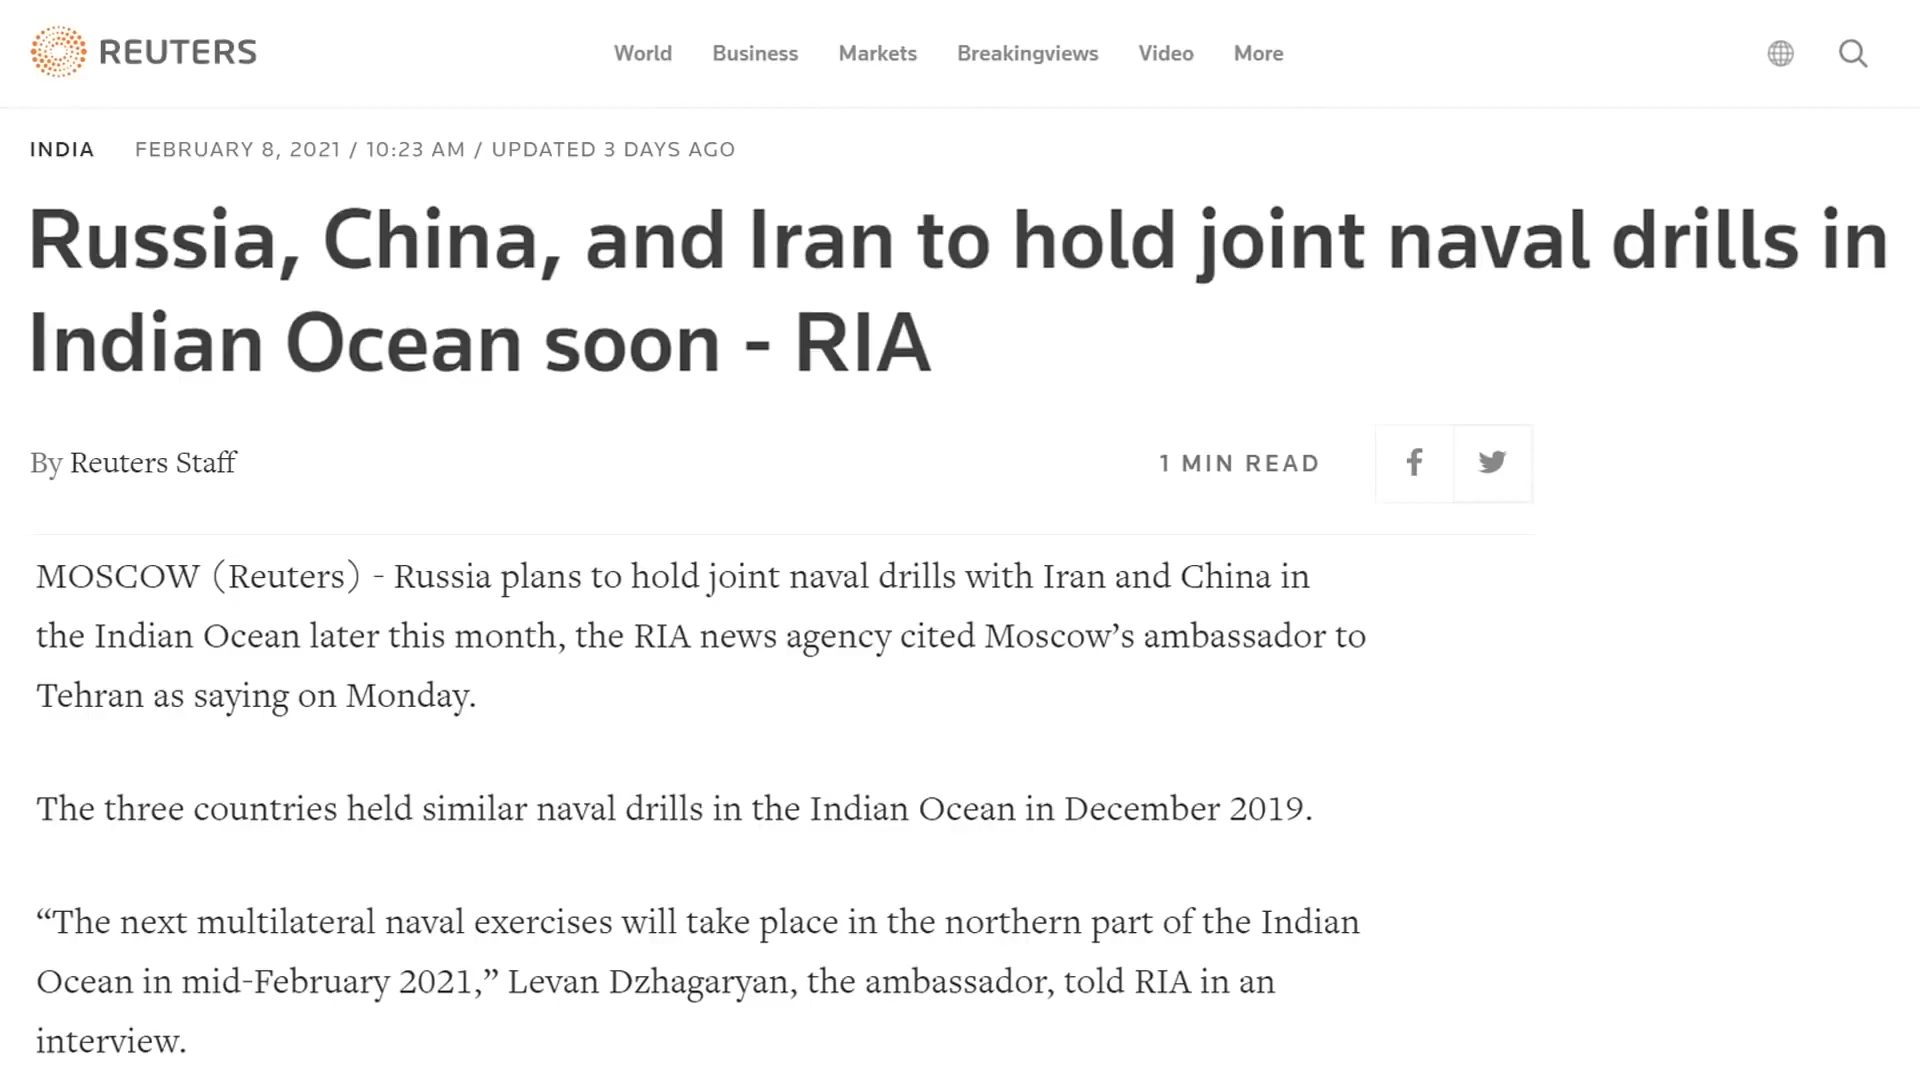 REUTERS
World Business Markets Breakingviews Video More
INDIA FEBRUARY 8, 2021 / 10:23 AM / UPDATED 3 DAYS AGO
Russia, China, and Iran to hold joint naval drills in
Indian Ocean soon - RIA
By Reuters Staff
1 MIN READ
MOSCOW (Reuters) - Russia plans to hold joint naval drills with Iran and China in
the Indian Ocean later this month, the RIA news agency cited Moscow’s ambassador to
Tehran as saying on Monday.
The three countries held similar naval drills in the Indian Ocean in December 2019.
“The next multilateral naval exercises will take place in the northern part of the Indian
Ocean in mid-February 2021,” Levan Dzhagaryan, the ambassador, told RIA in an
interview.